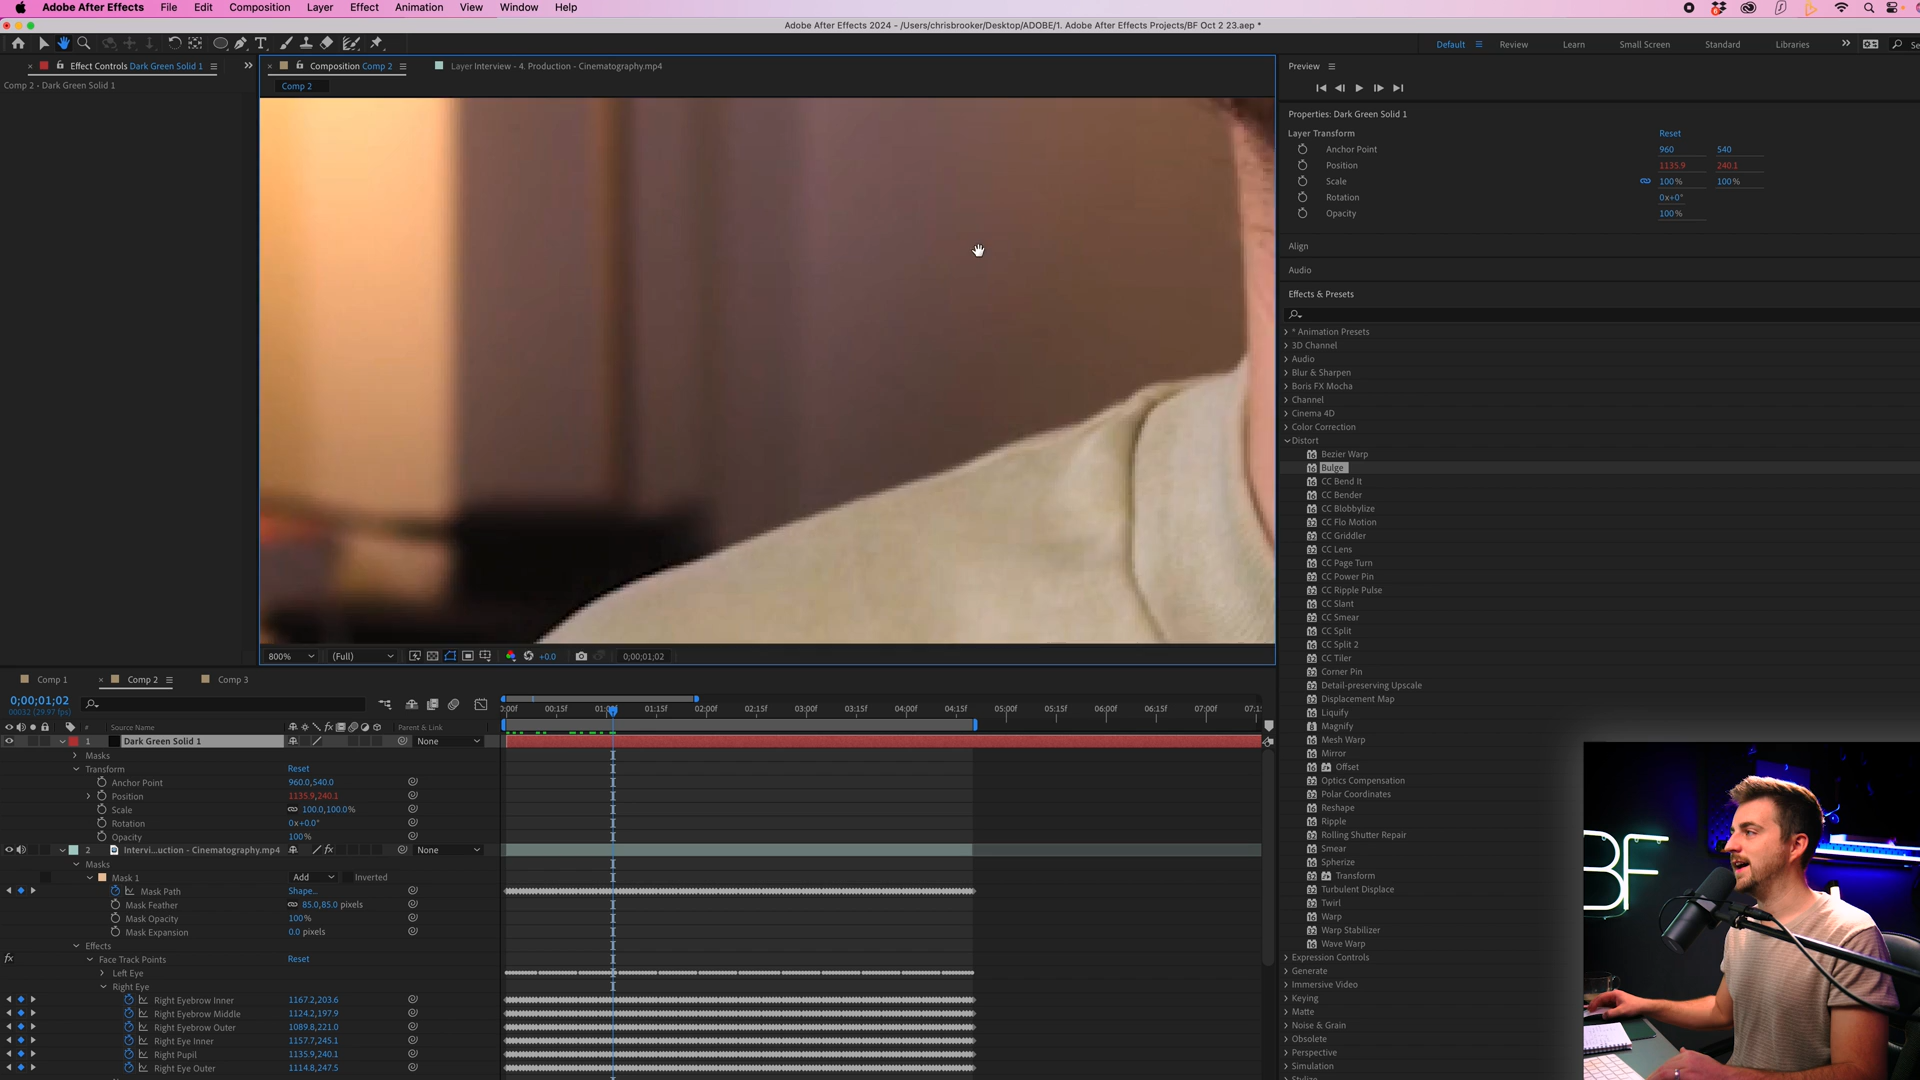 After Effects File Edit Composition Layer Effect Animation View Window Help
Adobe After Effects 2024 - /Users/chrisbrooker/Desktop/ADOBE/1. Adobe After Effects Projects/BF Oct 2 23.aep *
Default Review Learn Small Screen Standard Libraries
Effect Controls Dark Green Solid 1
Comp 2 - Dark Green Solid 1
Composition Comp 2
Layer Interview - 4. Production - Cinematography.mp4
Comp 2
Preview
Properties: Dark Green Solid 1
Layer Transform Reset
Anchor Point 960 540
Position 1135.9 240.1
Scale 100% 100%
Rotation 0x+0°
Opacity 100%
Align
Audio
Effects & Presets
* Animation Presets
3D Channel
Audio
Blur & Sharpen
Boris FX Mocha
Channel
Cinema 4D
Color Correction
Distort
Bezier Warp
Bulge
CC Bend It
CC Bender
CC Blobbylize
CC Flo Motion
CC Griddler
CC Lens
CC Page Turn
CC Power Pin
CC Ripple Pulse
CC Slant
CC Smear
CC Split
CC Split 2
CC Tiler
Corner Pin
Detail-preserving Upscale
Displacement Map
Liquify
Magnify
Mesh Warp
Mirror
Offset
Optics Compensation
Polar Coordinates
Reshape
Ripple
Rolling Shutter Repair
Smear
Spherize
Transform
Turbulent Displace
Twirl
Warp
Warp Stabilizer
Wave Warp
Expression Controls
Generate
Immersive Video
Keying
Matte
Noise & Grain
Obsolete
Perspective
Simulation
800% (Full) +0.0 0;00;01;02
Comp 1 Comp 2 Comp 3
0;00;01;02
00032 (29.97 fps)
00:15f 01:15f 02:00f 02:15f 03:00f 03:15f 04:00f 04:15f 05:00f 05:15f 06:00f 06:15f 07:00f
# Source Name Parent & Link
1 Dark Green Solid 1 None
Masks
Transform Reset
Anchor Point 960.0,540.0
Position 1135.9,240.1
Scale 100.0,100.0%
Rotation 0x+0.0°
Opacity 100%
2 Intervi...uction - Cinematography.mp4 None
Masks
Mask 1 Add Inverted
Mask Path Shape...
Mask Feather 85.0,85.0 pixels
Mask Opacity 100%
Mask Expansion 0.0 pixels
Effects
fx Face Track Points Reset
Left Eye
Right Eye
Right Eyebrow Inner 1167.2,203.6
Right Eyebrow Middle 1124.2,197.9
Right Eyebrow Outer 1089.8,221.0
Right Eye Inner 1157.7,245.1
Right Pupil 1135.9,240.1
Right Eye Outer 1114.8,247.5
BF